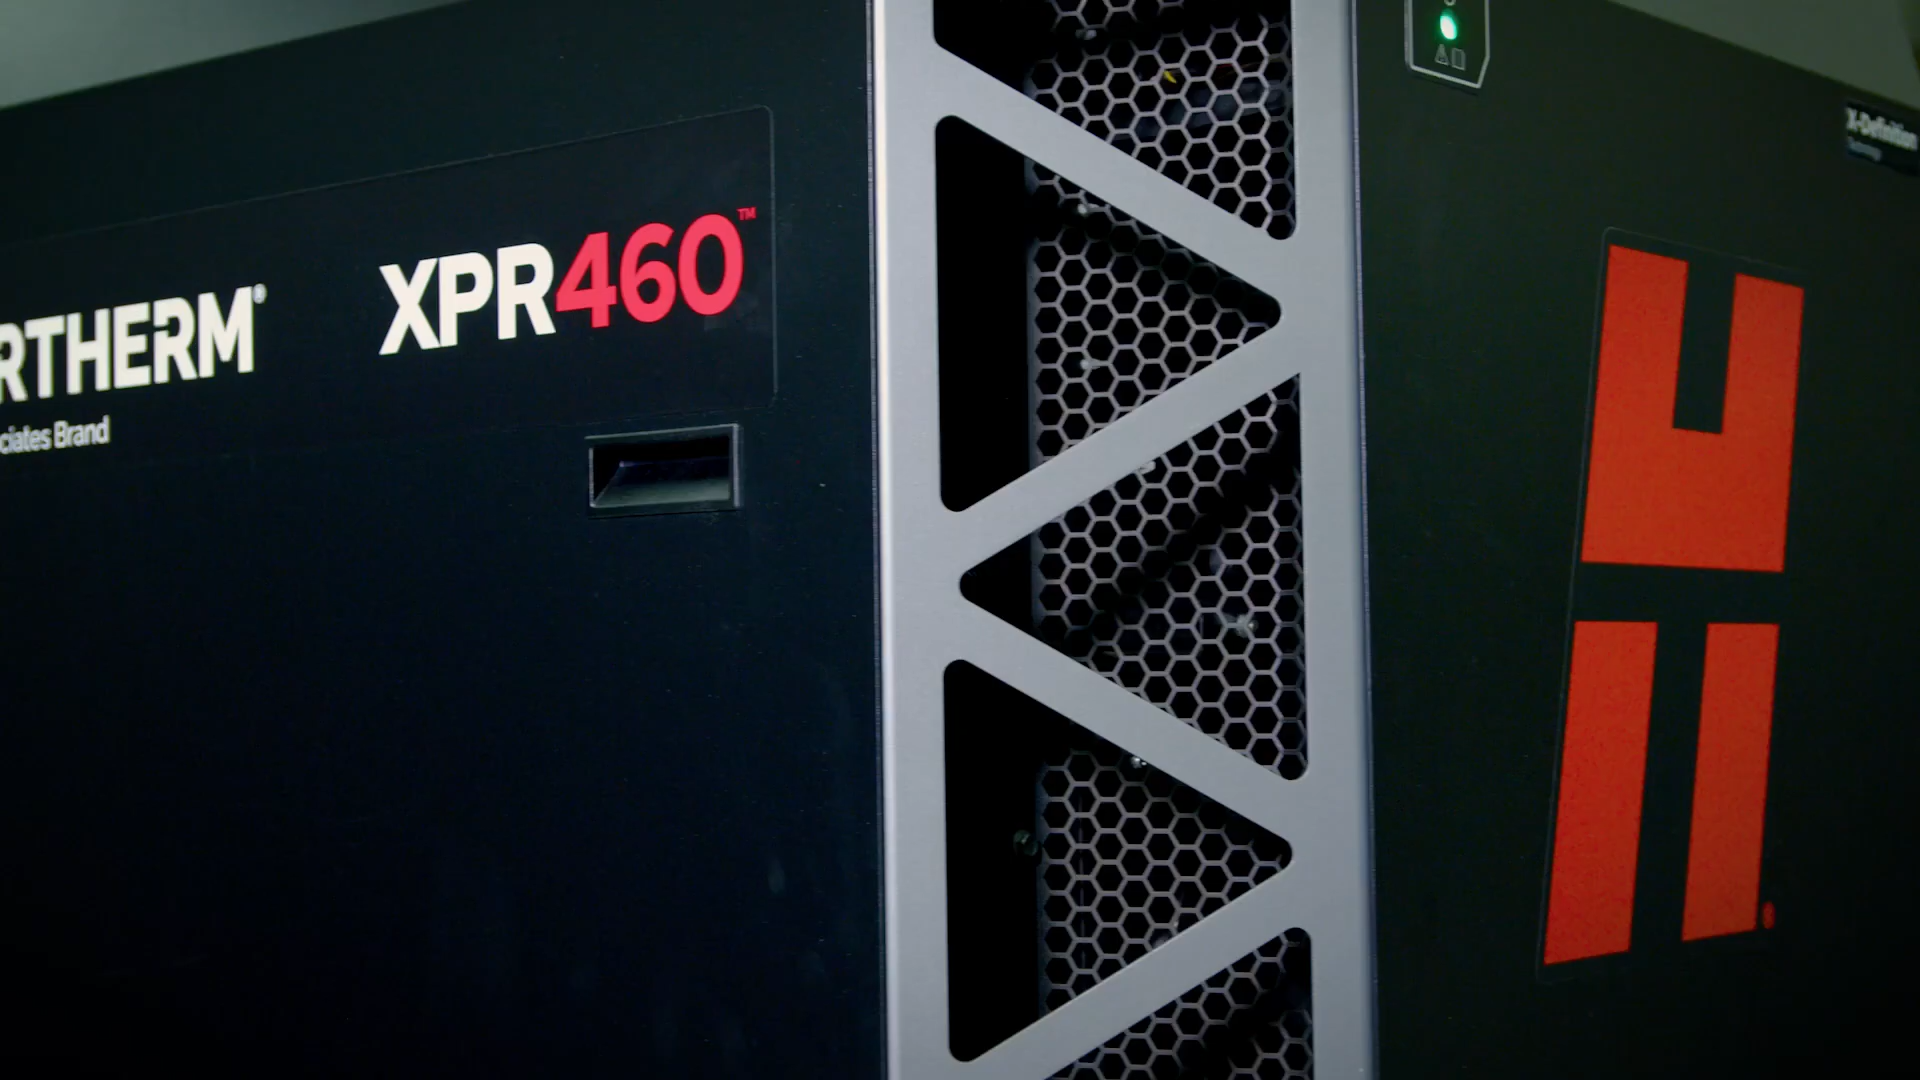 RTHERM®
ciates Brand
XPR460™
X-Definition